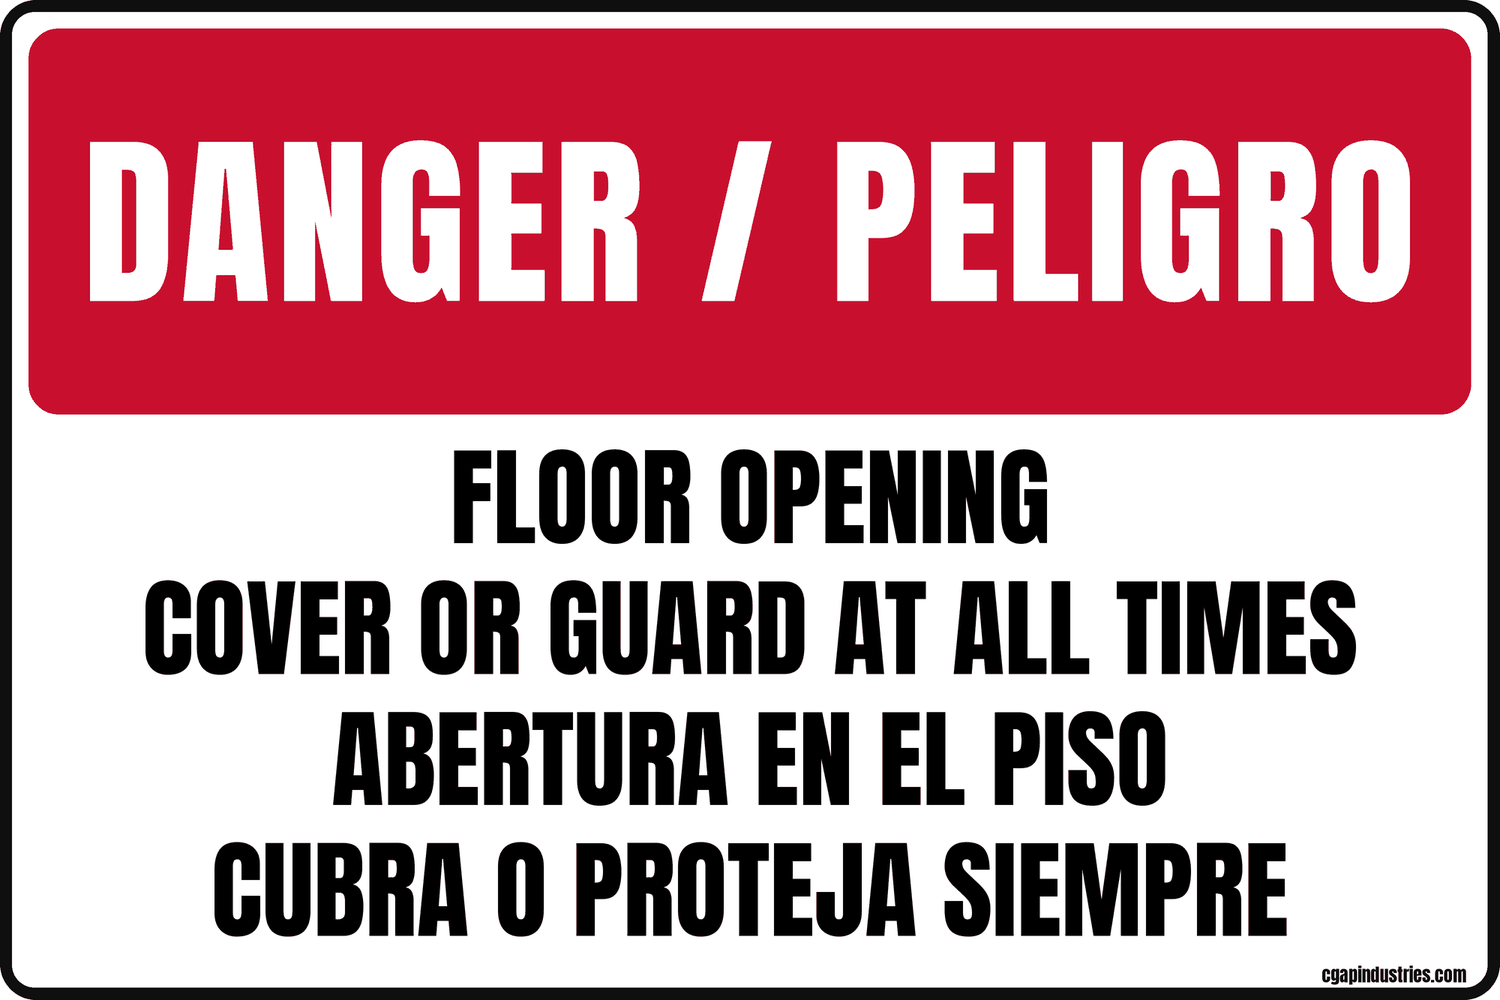 DANGER / PELIGRO
FLOOR OPENING
COVER OR GUARD AT ALL TIMES
ABERTURA EN EL PISO
CUBRA O PROTEJA SIEMPRE
cgapindustries.com